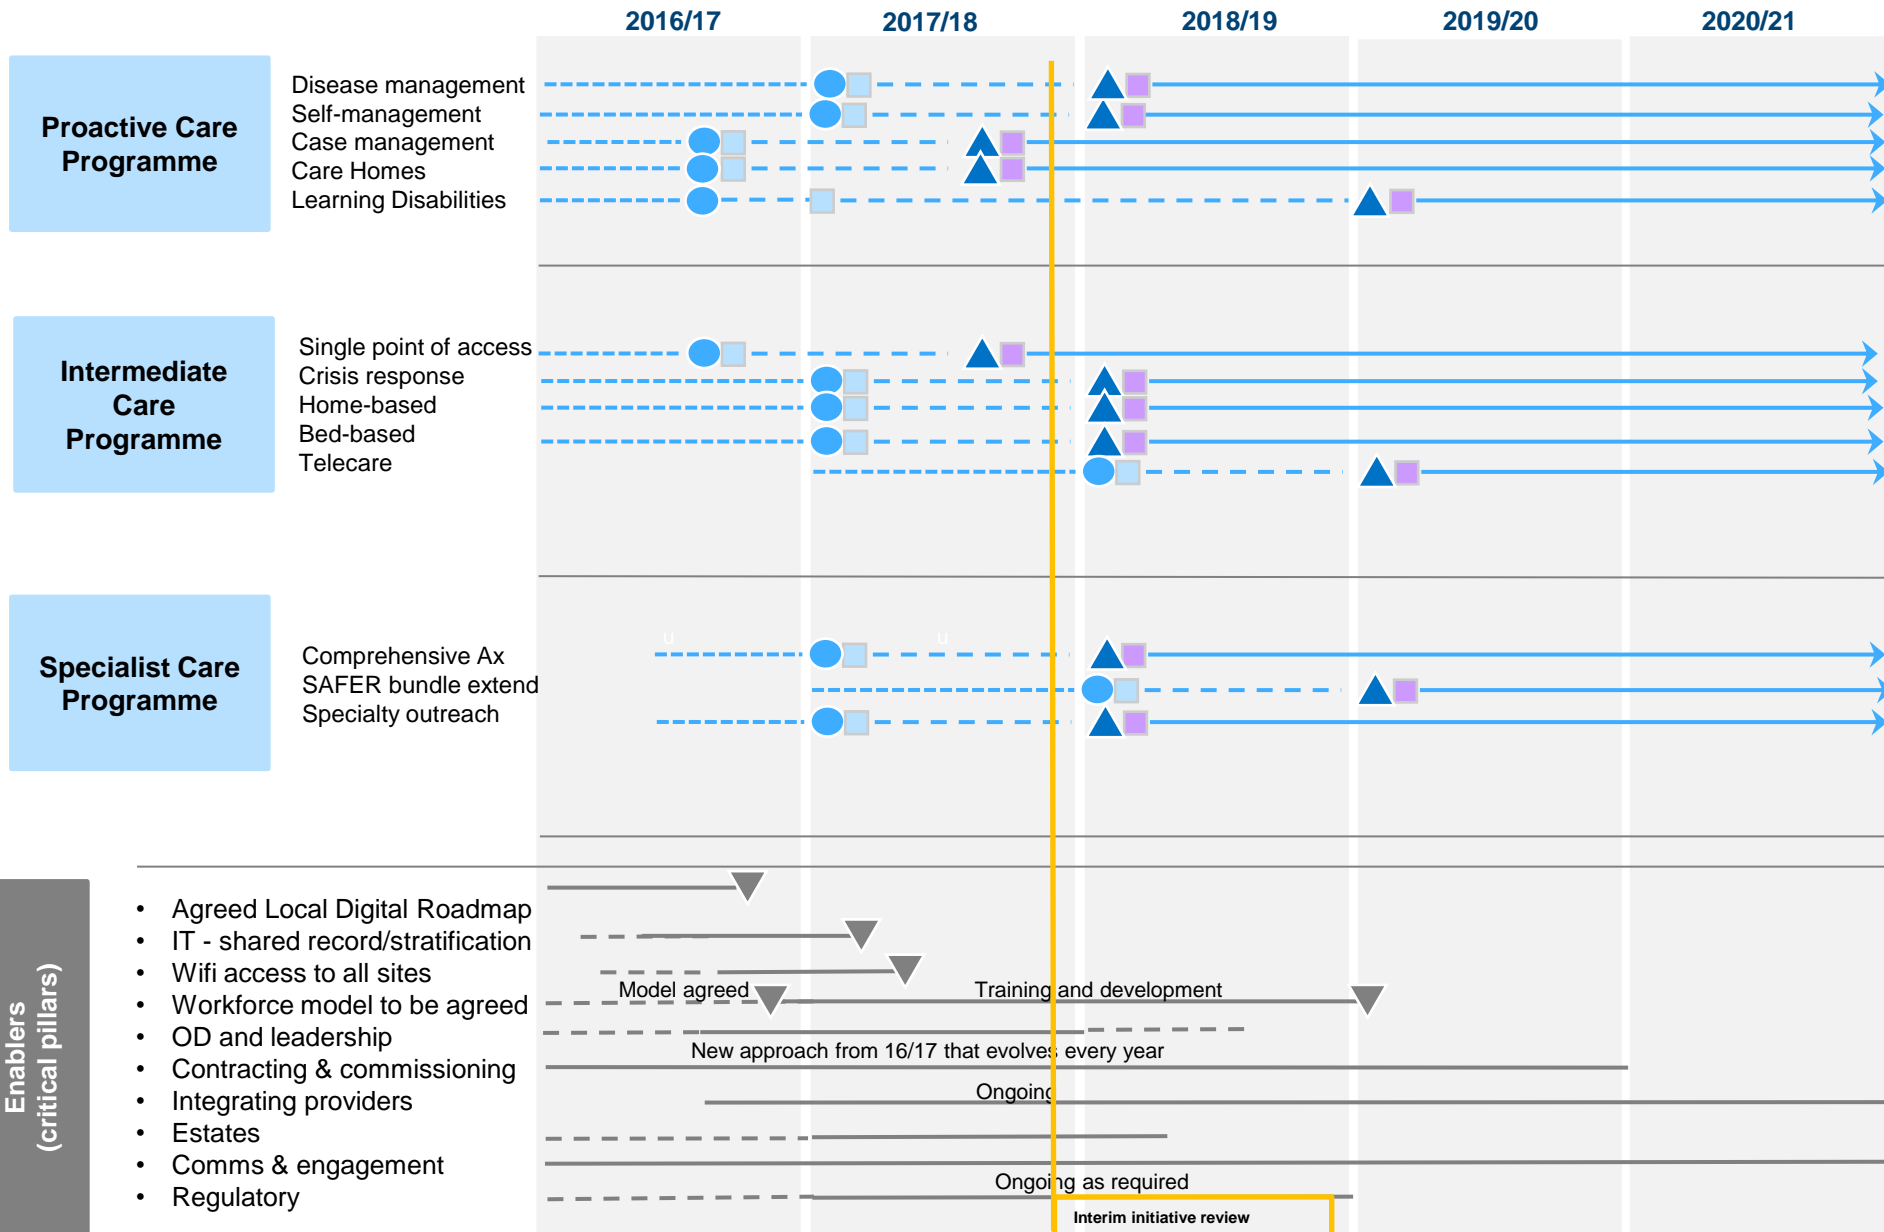 2016/17 2017/18 2018/19 2019/20 2020/21
Proactive Care
Programme
Disease management
Self-management
Case management
Care Homes
Learning Disabilities
Intermediate
Care
Programme
Single point of access
Crisis response
Home-based
Bed-based
Telecare
Specialist Care
Programme
u u
Comprehensive Ax
SAFER bundle extend
Specialty outreach
Enablers
(critical pillars)
• Agreed Local Digital Roadmap
• IT - shared record/stratification
• Wifi access to all sites
• Workforce model to be agreed
• OD and leadership
• Contracting & commissioning
• Integrating providers
• Estates
• Comms & engagement
• Regulatory
Model agreed
Training and development
New approach from 16/17 that evolves every year
Ongoing
Ongoing as required
Interim initiative review